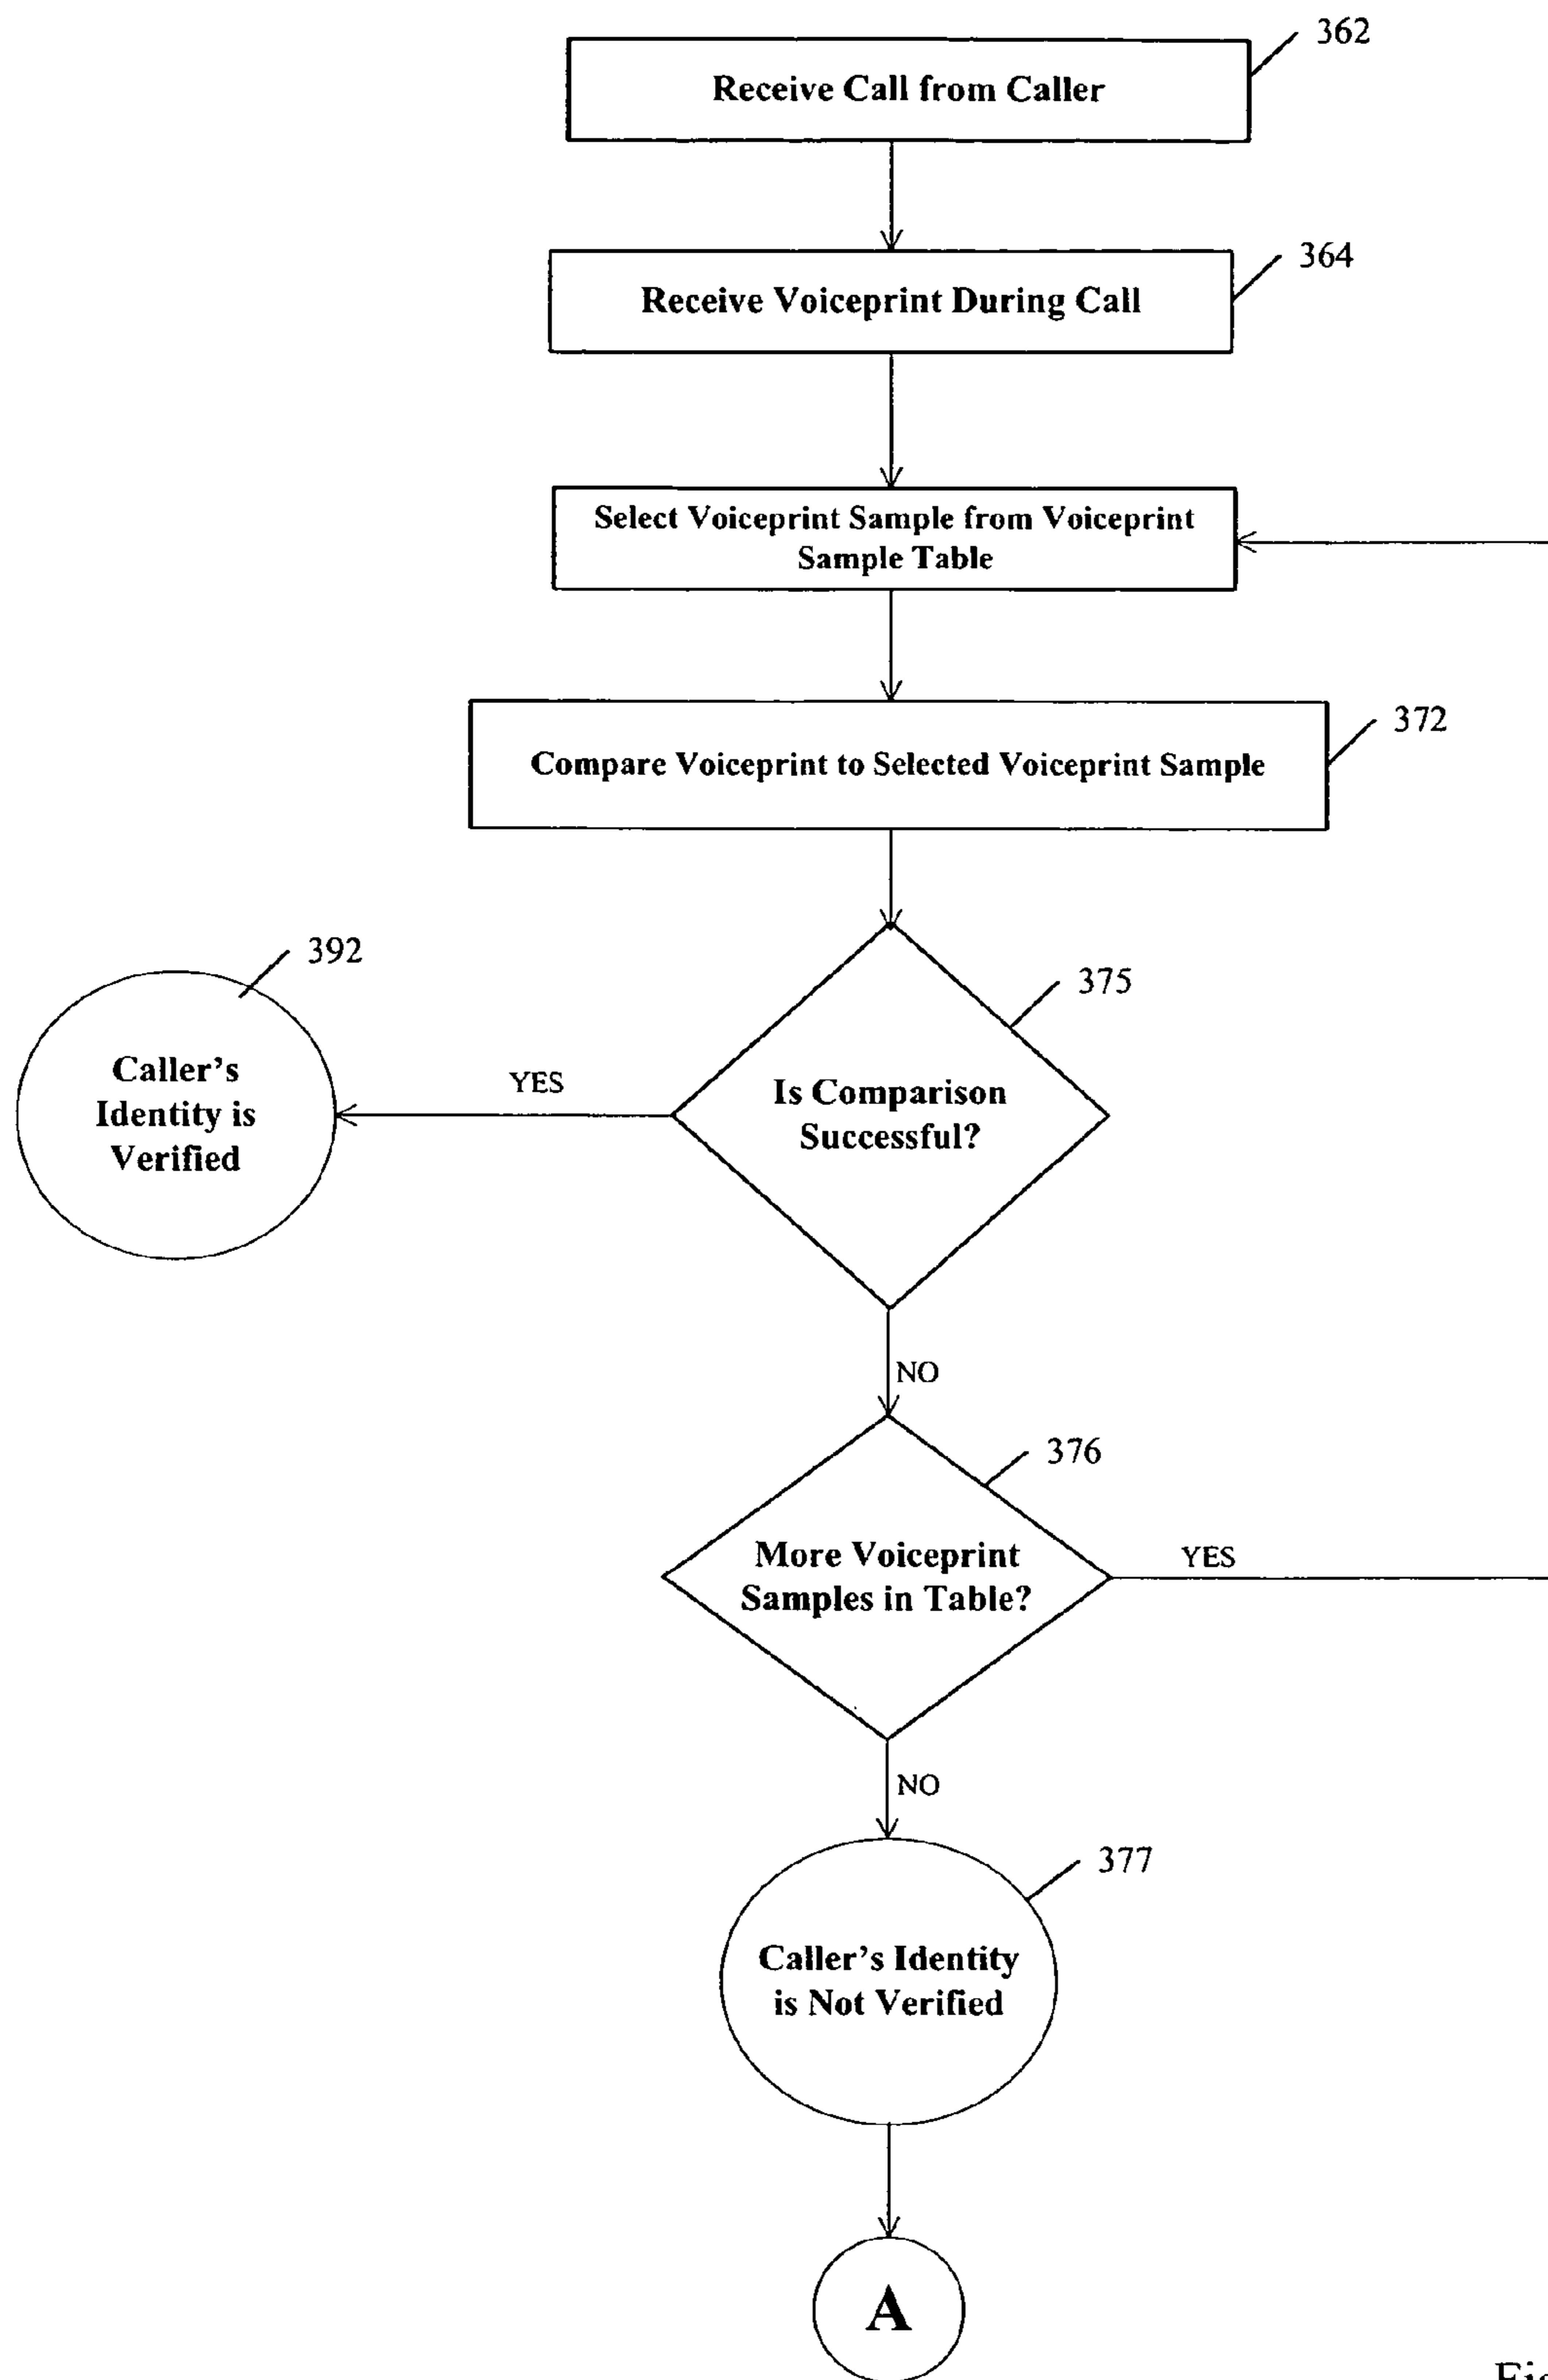 362
Receive Call from Caller
364
Receive Voiceprint During Call
Select Voiceprint Sample from Voiceprint
Sample Table
372
Compare Voiceprint to Selected Voiceprint Sample
392
375
Caller's
Identity is
Verified
YES
Is Comparison
Successful?
NO
376
More Voiceprint
Samples in Table?
YES
NO
377
Caller's Identity
is Not Verified
A